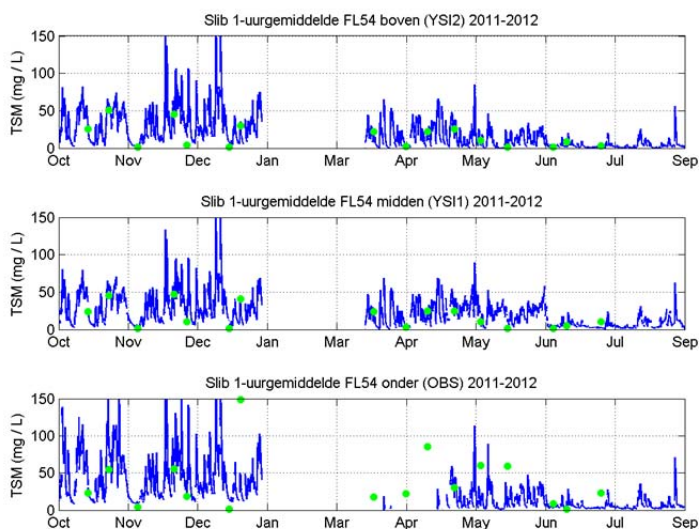 Slib 1-uurgemiddelde FL54 boven (YSI2) 2011-2012
TSM (mg / L)
150
100
50
0
Oct Nov Dec Jan Mar Apr May Jun Jul Sep
Slib 1-uurgemiddelde FL54 midden (YSI1) 2011-2012
TSM (mg / L)
150
100
50
0
Oct Nov Dec Jan Mar Apr May Jun Jul Sep
Slib 1-uurgemiddelde FL54 onder (OBS) 2011-2012
TSM (mg / L)
150
100
50
0
Oct Nov Dec Jan Mar Apr May Jun Jul Sep